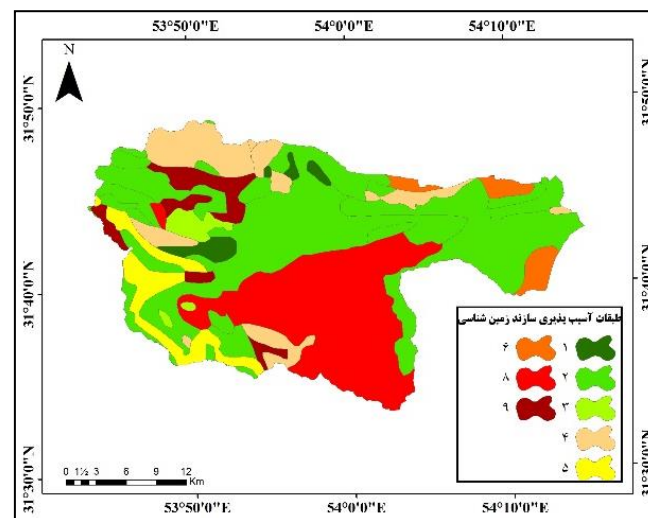 53°50'0"E 54°0'0"E 54°10'0"E
N
31°50'0"N 31°50'0"N
31°40'0"N 31°40'0"N
طبقات آسیب پذیری سازند زمین شناسی
۱ ۶
۲ ۸
۳ ۹
۴
۵
31°30'0"N 31°30'0"N
0 1½ 3 6 9 12
Km
53°50'0"E 54°0'0"E 54°10'0"E